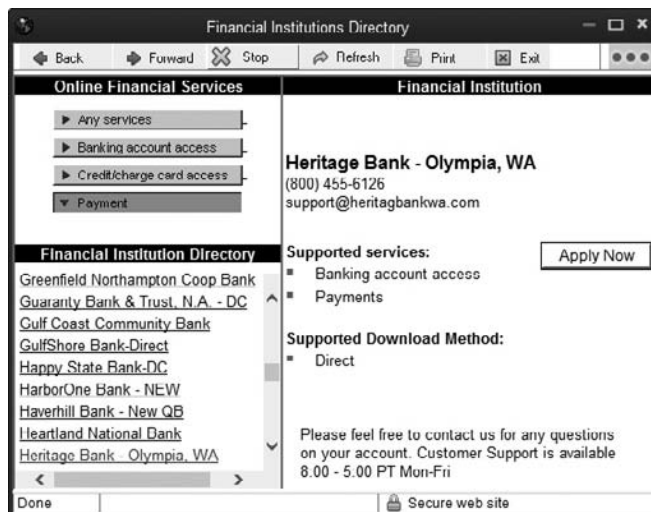 Financial Institutions Directory
Back Forward Stop Refresh Print Exit
Online Financial Services
Any services
Banking account access
Credit/charge card access
Payment
Financial Institution Directory
Greenfield Northampton Coop Bank
Guaranty Bank & Trust, N.A. - DC
Gulf Coast Community Bank
GulfShore Bank-Direct
Happy State Bank-DC
HarborOne Bank - NEW
Haverhill Bank - New QB
Heartland National Bank
Heritage Bank - Olympia, WA
Financial Institution
Heritage Bank - Olympia, WA
(800) 455-6126
support@heritagbankwa.com
Supported services:
Apply Now
Banking account access
Payments
Supported Download Method:
Direct
Please feel free to contact us for any questions
on your account. Customer Support is available
8.00 - 5.00 PT Mon-Fri
Done
Secure web site